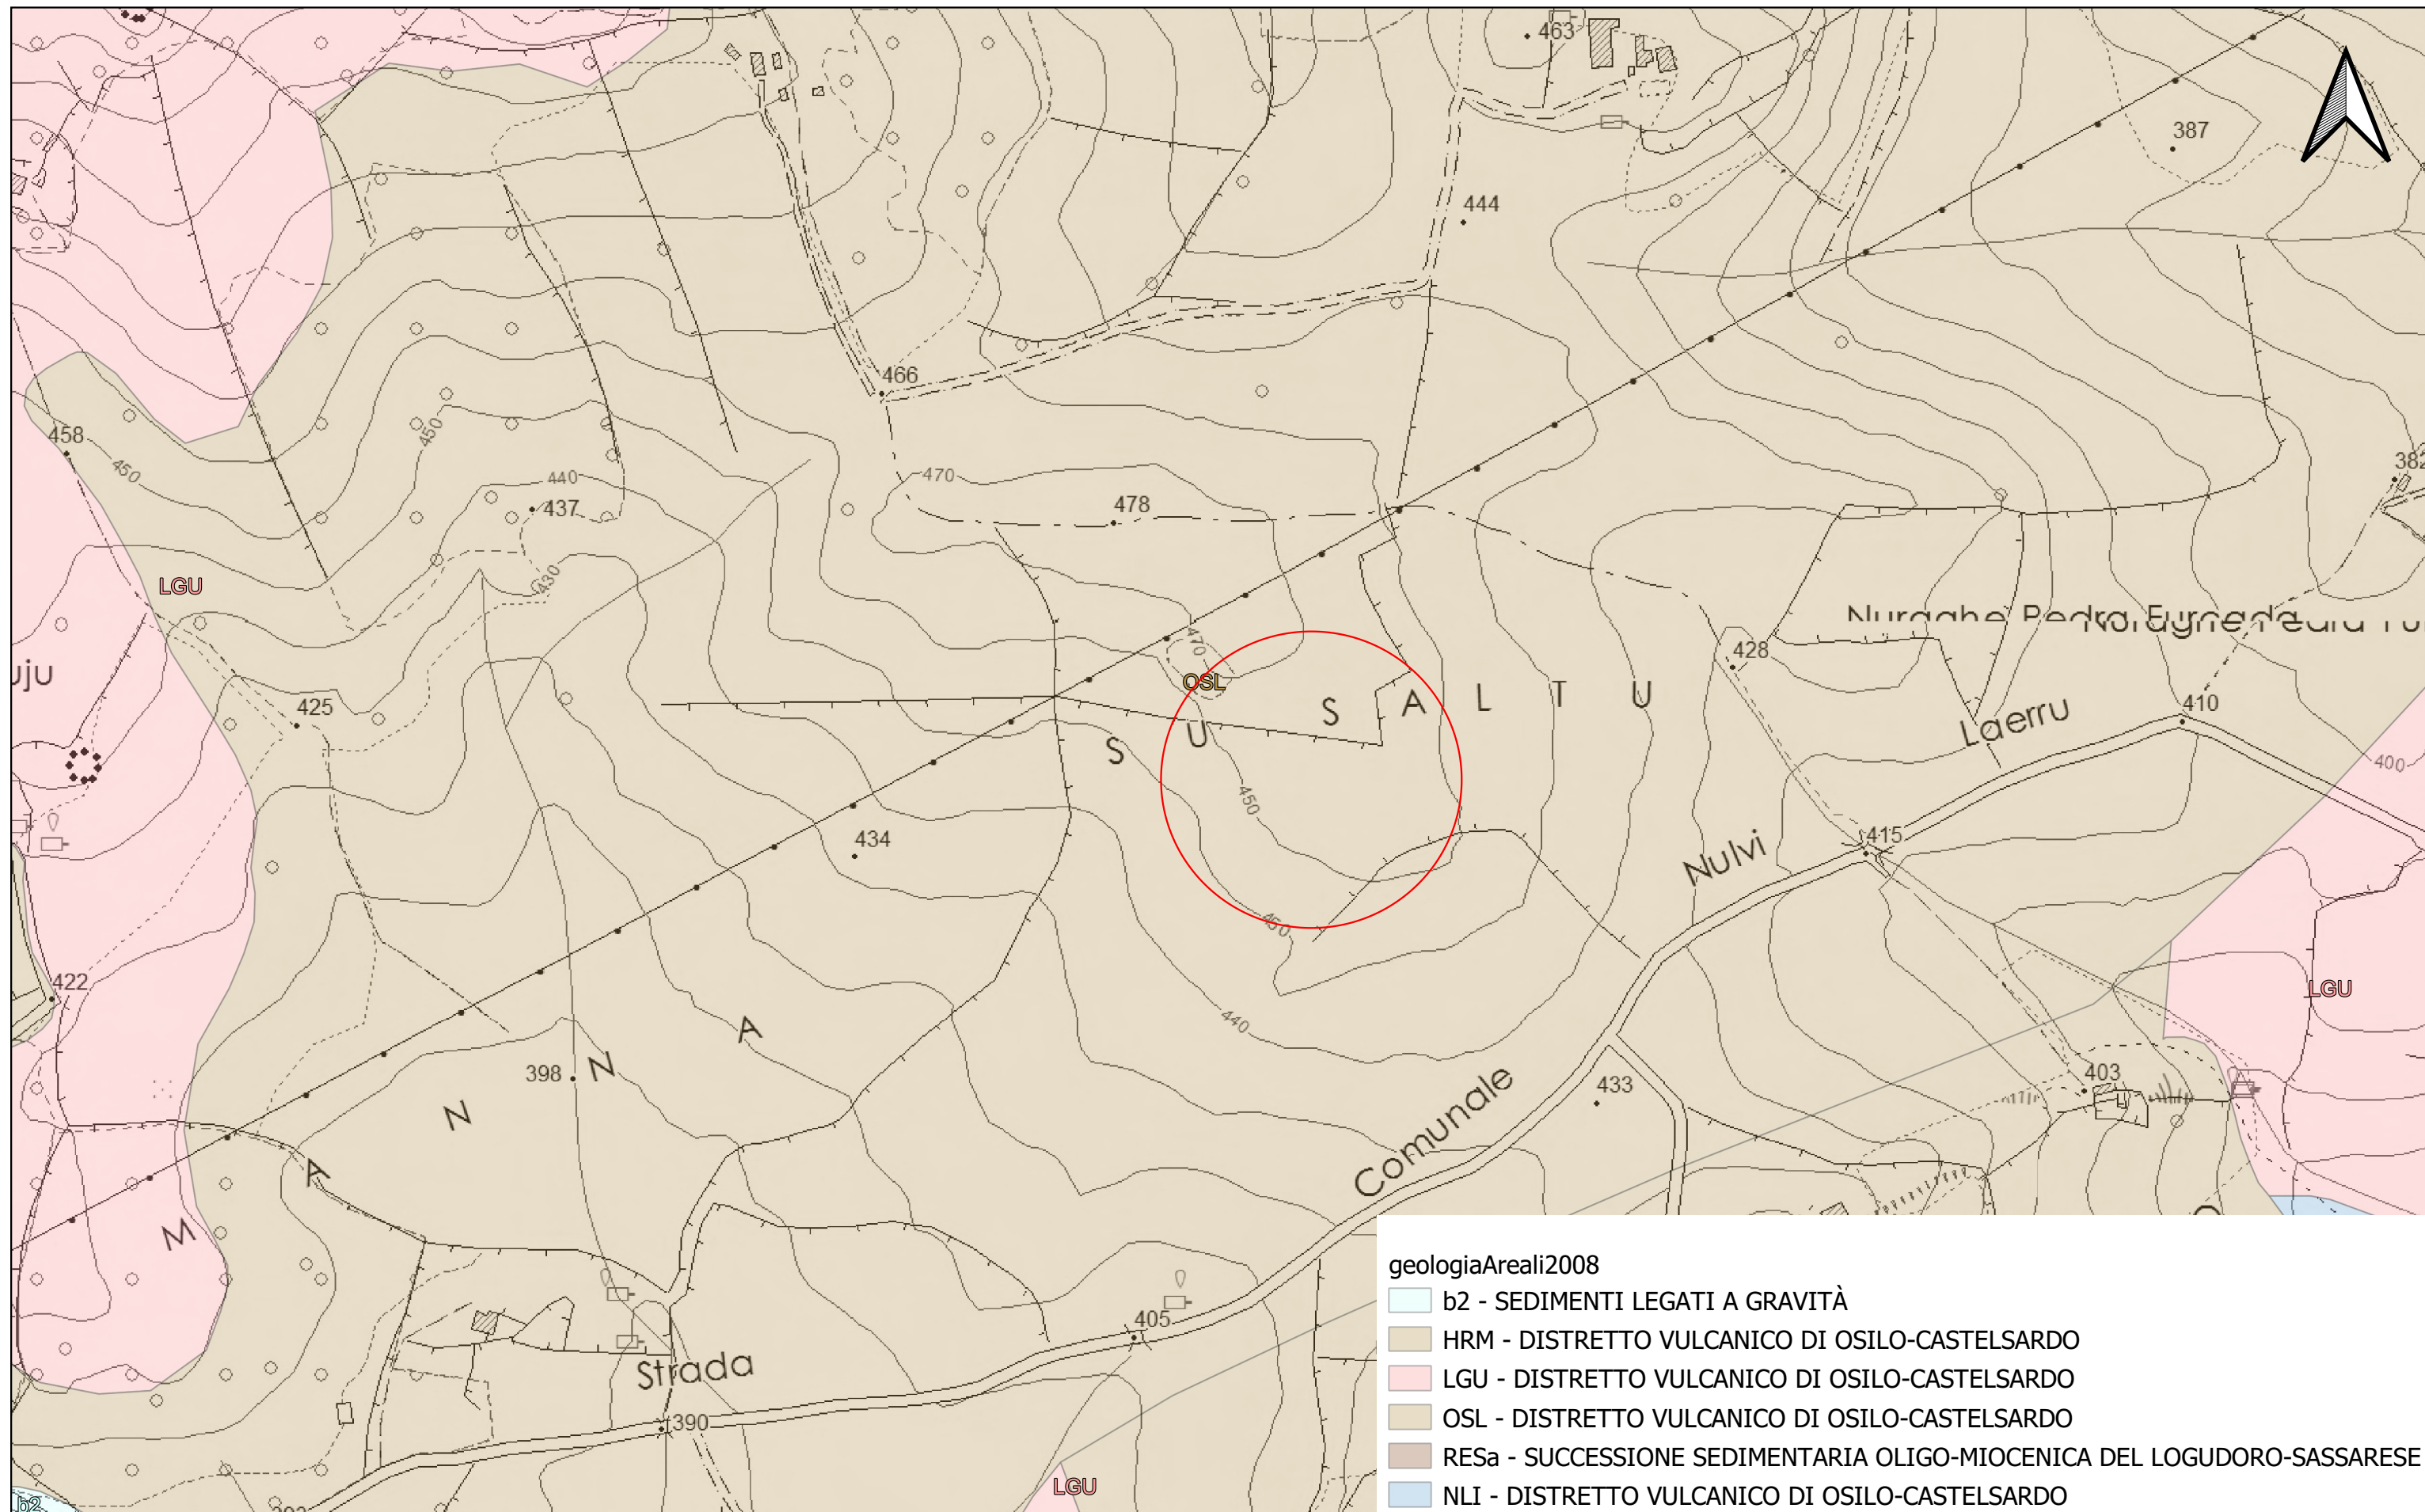 463
387
444
466
458
450
450
440
437
430
470
478
382
LGU
Nuraghe Pedra Furcada
uju
470
428
OSL
S U S A L T U
425
Laerru
410
400
450
434
415
Nulvi
450
422
LGU
440
A
N
N
A
M
398
433
403
Comunale
405
Strada
390
LGU
b2
geologiaAreali2008
b2 - SEDIMENTI LEGATI A GRAVITÀ
HRM - DISTRETTO VULCANICO DI OSILO-CASTELSARDO
LGU - DISTRETTO VULCANICO DI OSILO-CASTELSARDO
OSL - DISTRETTO VULCANICO DI OSILO-CASTELSARDO
RESa - SUCCESSIONE SEDIMENTARIA OLIGO-MIOCENICA DEL LOGUDORO-SASSARESE
NLI - DISTRETTO VULCANICO DI OSILO-CASTELSARDO